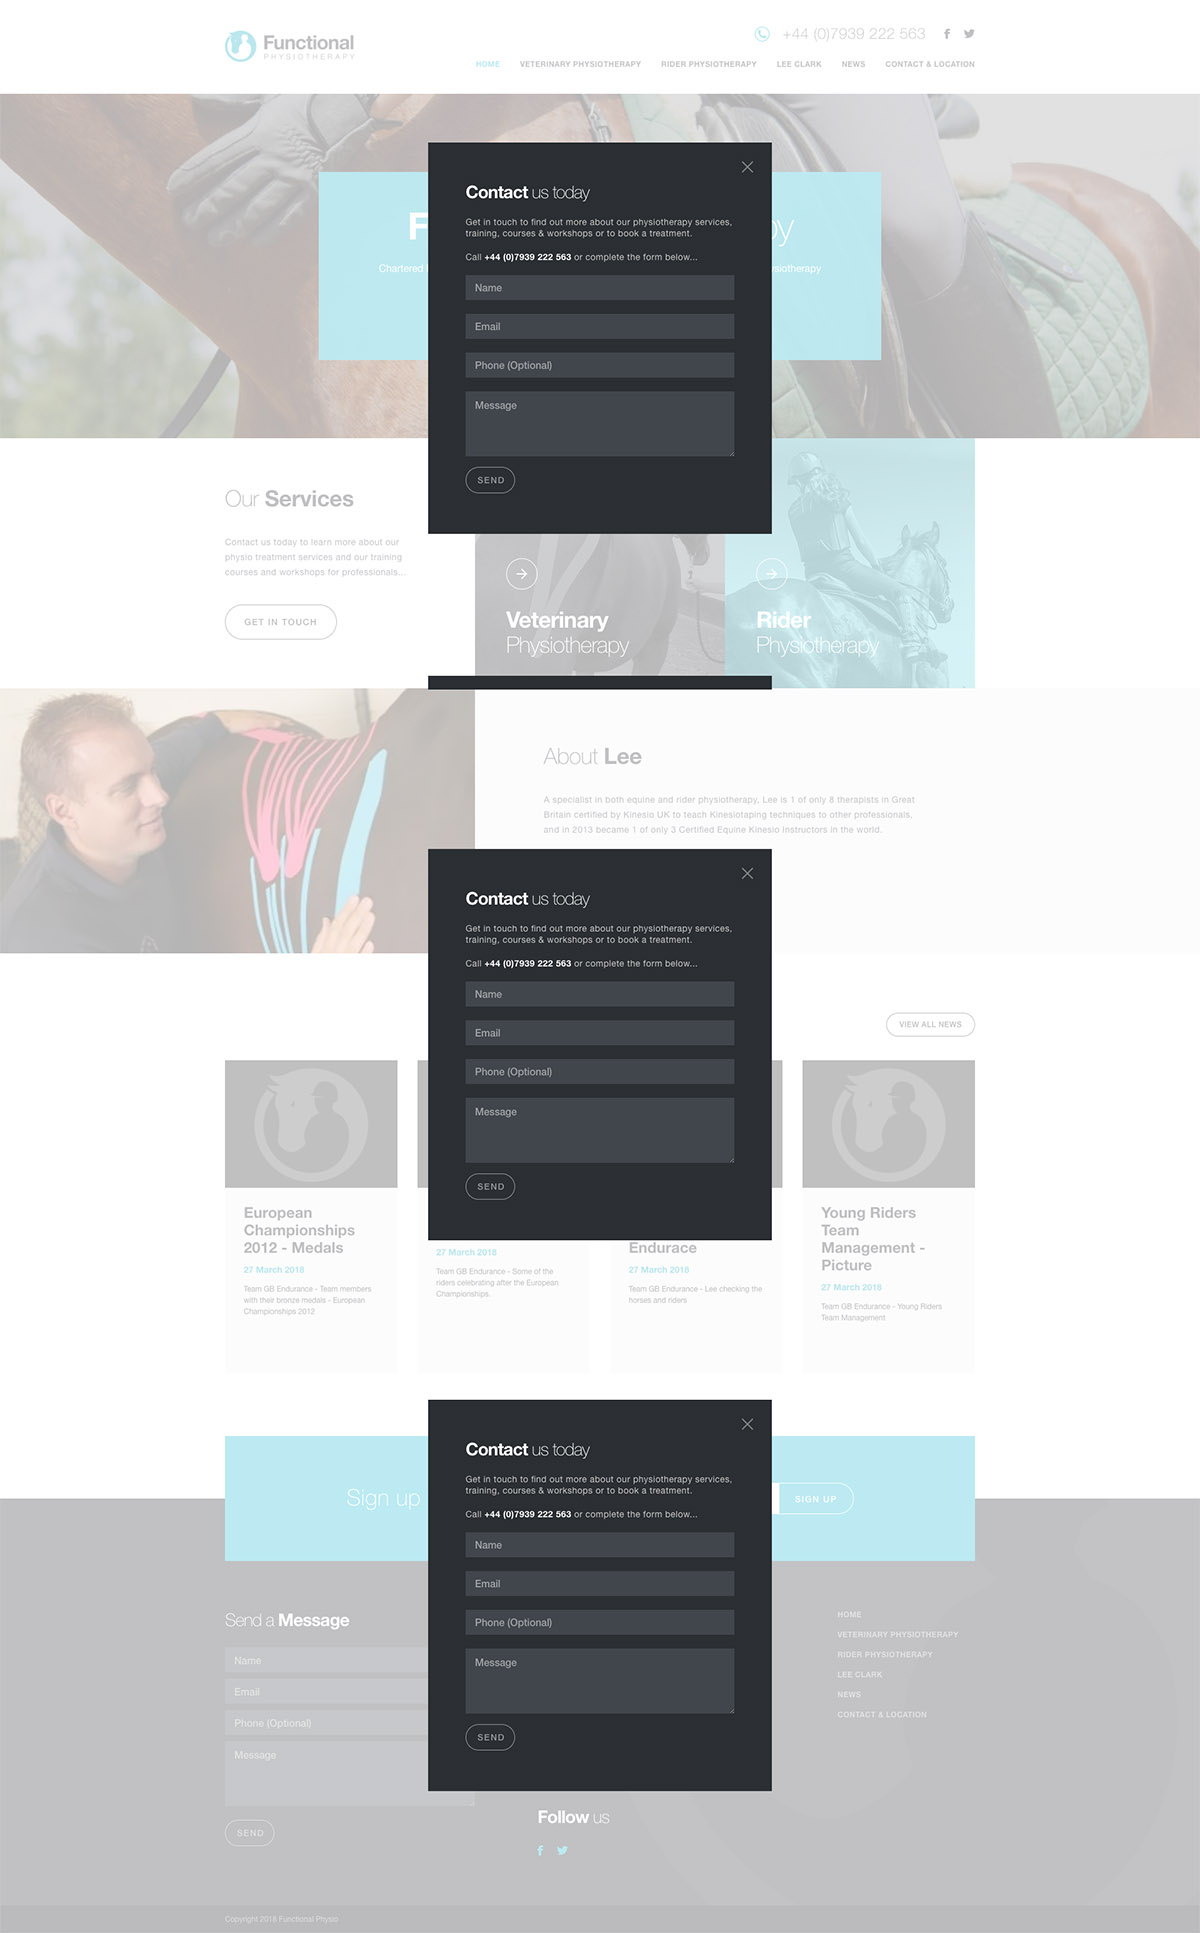 Functional
PHYSIOTHERAPY
+44 (0)7939 222 563
HOME VETERINARY PHYSIOTHERAPY RIDER PHYSIOTHERAPY LEE CLARK NEWS CONTACT & LOCATION
Contact us today
Get in touch to find out more about our physiotherapy services,
training, courses & workshops or to book a treatment.
Call +44 (0)7939 222 563 or complete the form below...
Name
Email
Phone (Optional)
Message
SEND
Chartered
Our Services
Contact us today to learn more about our
physio treatment services and our training
courses and workshops for professionals...
GET IN TOUCH
Veterinary
Physiotherapy
Rider
Physiotherapy
About Lee
A specialist in both equine and rider physiotherapy, Lee is 1 of only 8 therapists in Great
Britain certified by Kinesio UK to teach Kinesiotaping techniques to other professionals,
and in 2013 became 1 of only 3 Certified Equine Kinesio Instructors in the world.
Contact us today
Get in touch to find out more about our physiotherapy services,
training, courses & workshops or to book a treatment.
Call +44 (0)7939 222 563 or complete the form below...
Name
Email
Phone (Optional)
Message
SEND
VIEW ALL NEWS
European
Championships
2012 - Medals
27 March 2018
Team GB Endurance - Team members
with their bronze medals - European
Championships 2012
27 March 2018
Team GB Endurance - Some of the
riders celebrating after the European
Championships.
Endurace
27 March 2018
Team GB Endurance - Lee checking the
horses and riders
Young Riders
Team
Management -
Picture
27 March 2018
Team GB Endurance - Young Riders
Team Management
Contact us today
Get in touch to find out more about our physiotherapy services,
training, courses & workshops or to book a treatment.
Call +44 (0)7939 222 563 or complete the form below...
Name
Email
Phone (Optional)
Message
SEND
Sign up
SIGN UP
Send a Message
Name
Email
Phone (Optional)
Message
SEND
Follow us
HOME
VETERINARY PHYSIOTHERAPY
RIDER PHYSIOTHERAPY
LEE CLARK
NEWS
CONTACT & LOCATION
Copyright 2018 Functional Physio